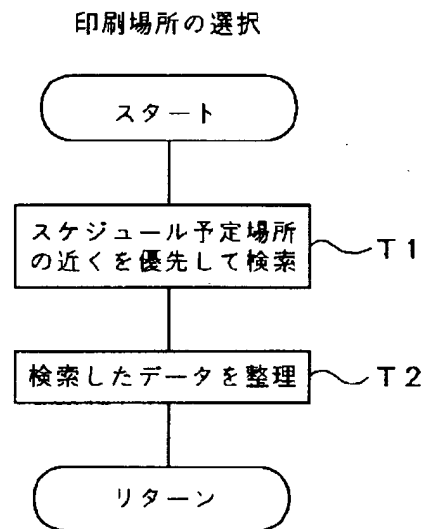 印刷場所の選択
スタート
スケジュール予定場所
の近くを優先して検索
T1
検索したデータを整理
T2
リターン